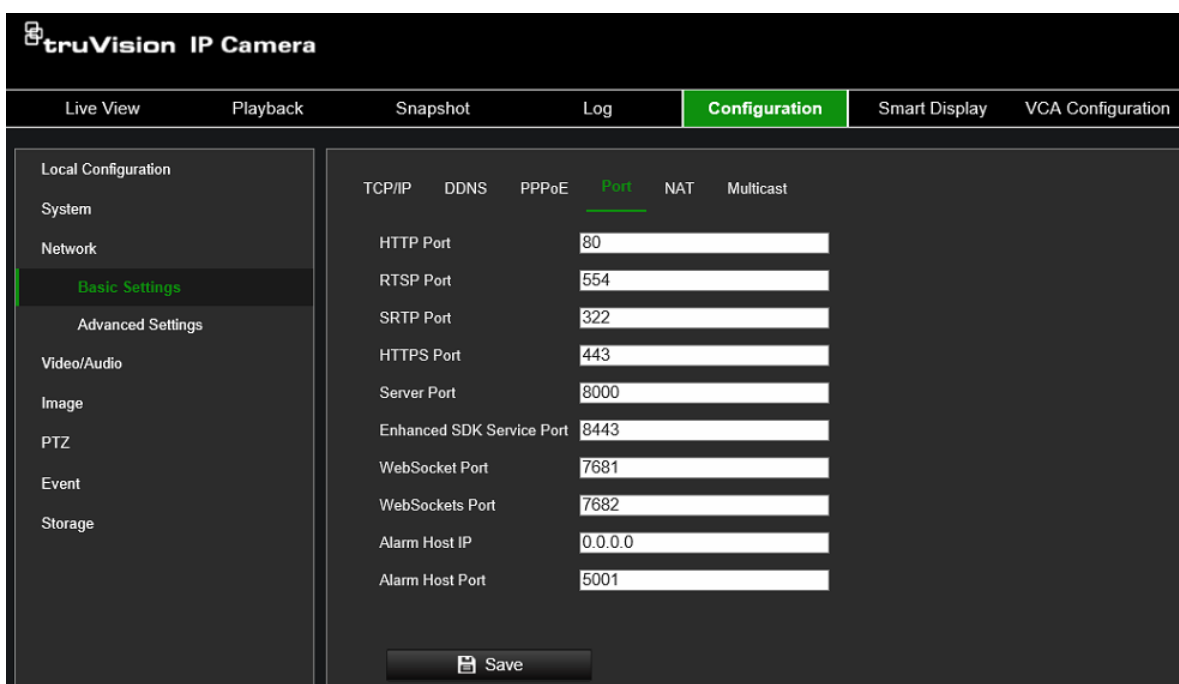 truVision IP Camera
Live View Playback Snapshot Log Configuration Smart Display VCA Configuration
Local Configuration
System
Network
Basic Settings
Advanced Settings
Video/Audio
Image
PTZ
Event
Storage
TCP/IP DDNS PPPoE Port NAT Multicast
HTTP Port 80
RTSP Port 554
SRTP Port 322
HTTPS Port 443
Server Port 8000
Enhanced SDK Service Port 8443
WebSocket Port 7681
WebSockets Port 7682
Alarm Host IP 0.0.0.0
Alarm Host Port 5001
Save